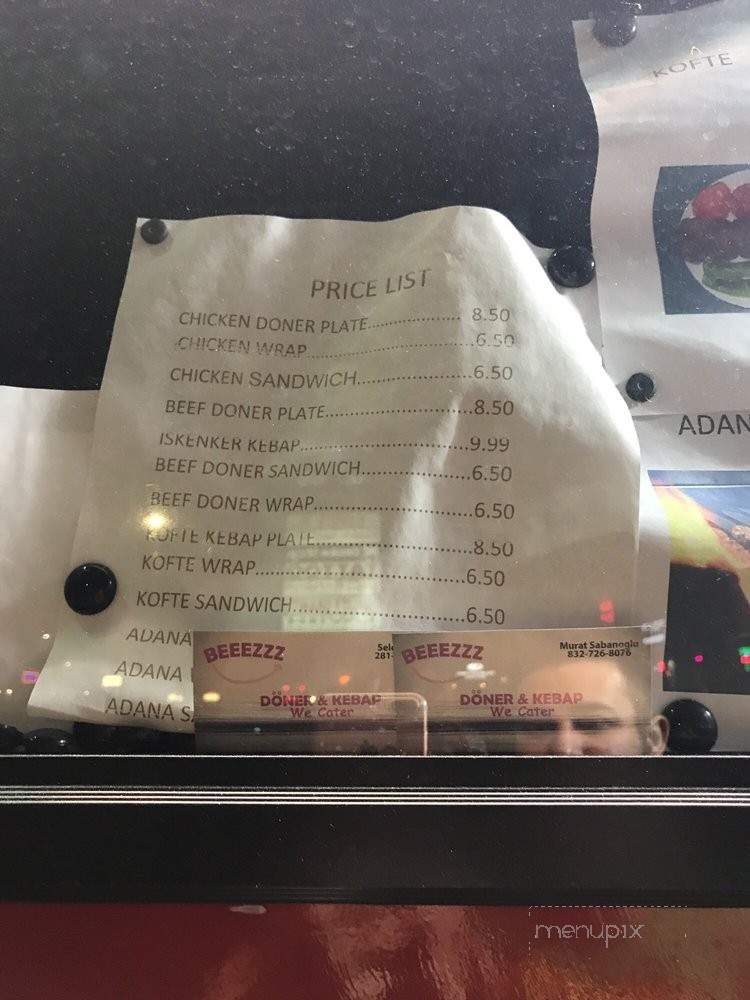 KOFTE
PRICE LIST
CHICKEN DONER PLATE.................... 8.50
CHICKEN WRAP....................................6.50
CHICKEN SANDWICH.........................6.50
BEEF DONER PLATE..............................8.50
ISKENKER KEBAP...................................9.99
BEEF DONER SANDWICH.....................6.50
BEEF DONER WRAP..............................6.50
KOFTE KEBAP PLATE.............................8.50
KOFTE WRAP........................................6.50
KOFTE SANDWICH.................................6.50
ADANA
ADANA
ADANA
ADAN
BEEEZZZ
281-
DÖNER & KEBAP
We Cater
BEEEZZZ
Murat Sabanoglu
832-726-8076
DÖNER & KEBAP
We Cater
menupix